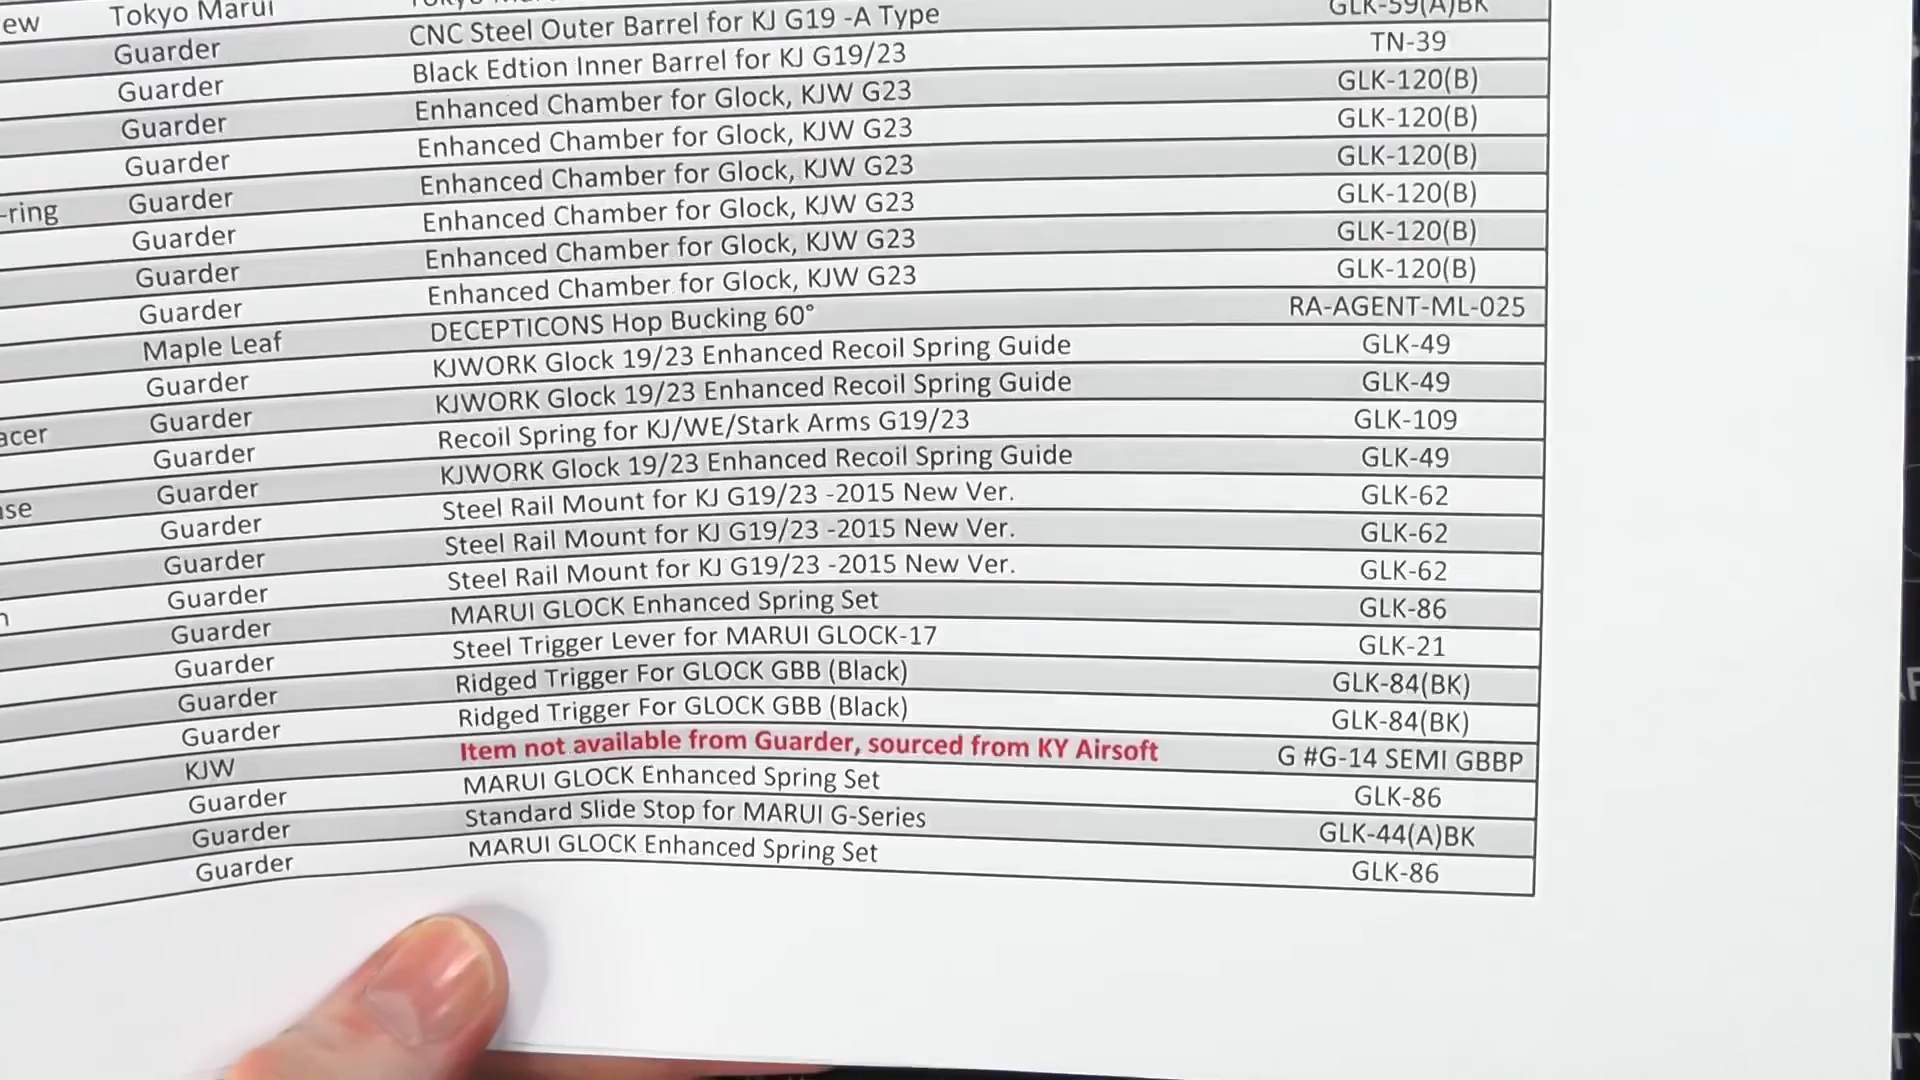 ew Tokyo Marui
Guarder CNC Steel Outer Barrel for KJ G19 -A Type GLK-59(A)BK
Guarder Black Edtion Inner Barrel for KJ G19/23 TN-39
Guarder Enhanced Chamber for Glock, KJW G23 GLK-120(B)
Guarder Enhanced Chamber for Glock, KJW G23 GLK-120(B)
-ring Guarder Enhanced Chamber for Glock, KJW G23 GLK-120(B)
Guarder Enhanced Chamber for Glock, KJW G23 GLK-120(B)
Guarder Enhanced Chamber for Glock, KJW G23 GLK-120(B)
Guarder Enhanced Chamber for Glock, KJW G23 GLK-120(B)
Maple Leaf DECEPTICONS Hop Bucking 60° RA-AGENT-ML-025
Guarder KJWORK Glock 19/23 Enhanced Recoil Spring Guide GLK-49
acer Guarder KJWORK Glock 19/23 Enhanced Recoil Spring Guide GLK-49
Guarder Recoil Spring for KJ/WE/Stark Arms G19/23 GLK-109
ase Guarder KJWORK Glock 19/23 Enhanced Recoil Spring Guide GLK-49
Guarder Steel Rail Mount for KJ G19/23 -2015 New Ver. GLK-62
Guarder Steel Rail Mount for KJ G19/23 -2015 New Ver. GLK-62
n Guarder Steel Rail Mount for KJ G19/23 -2015 New Ver. GLK-62
Guarder MARUI GLOCK Enhanced Spring Set GLK-86
Guarder Steel Trigger Lever for MARUI GLOCK-17 GLK-21
Guarder Ridged Trigger For GLOCK GBB (Black) GLK-84(BK)
Guarder Ridged Trigger For GLOCK GBB (Black) GLK-84(BK)
KJW Item not available from Guarder, sourced from KY Airsoft G #G-14 SEMI GBBP
Guarder MARUI GLOCK Enhanced Spring Set GLK-86
Guarder Standard Slide Stop for MARUI G-Series GLK-44(A)BK
Guarder MARUI GLOCK Enhanced Spring Set GLK-86